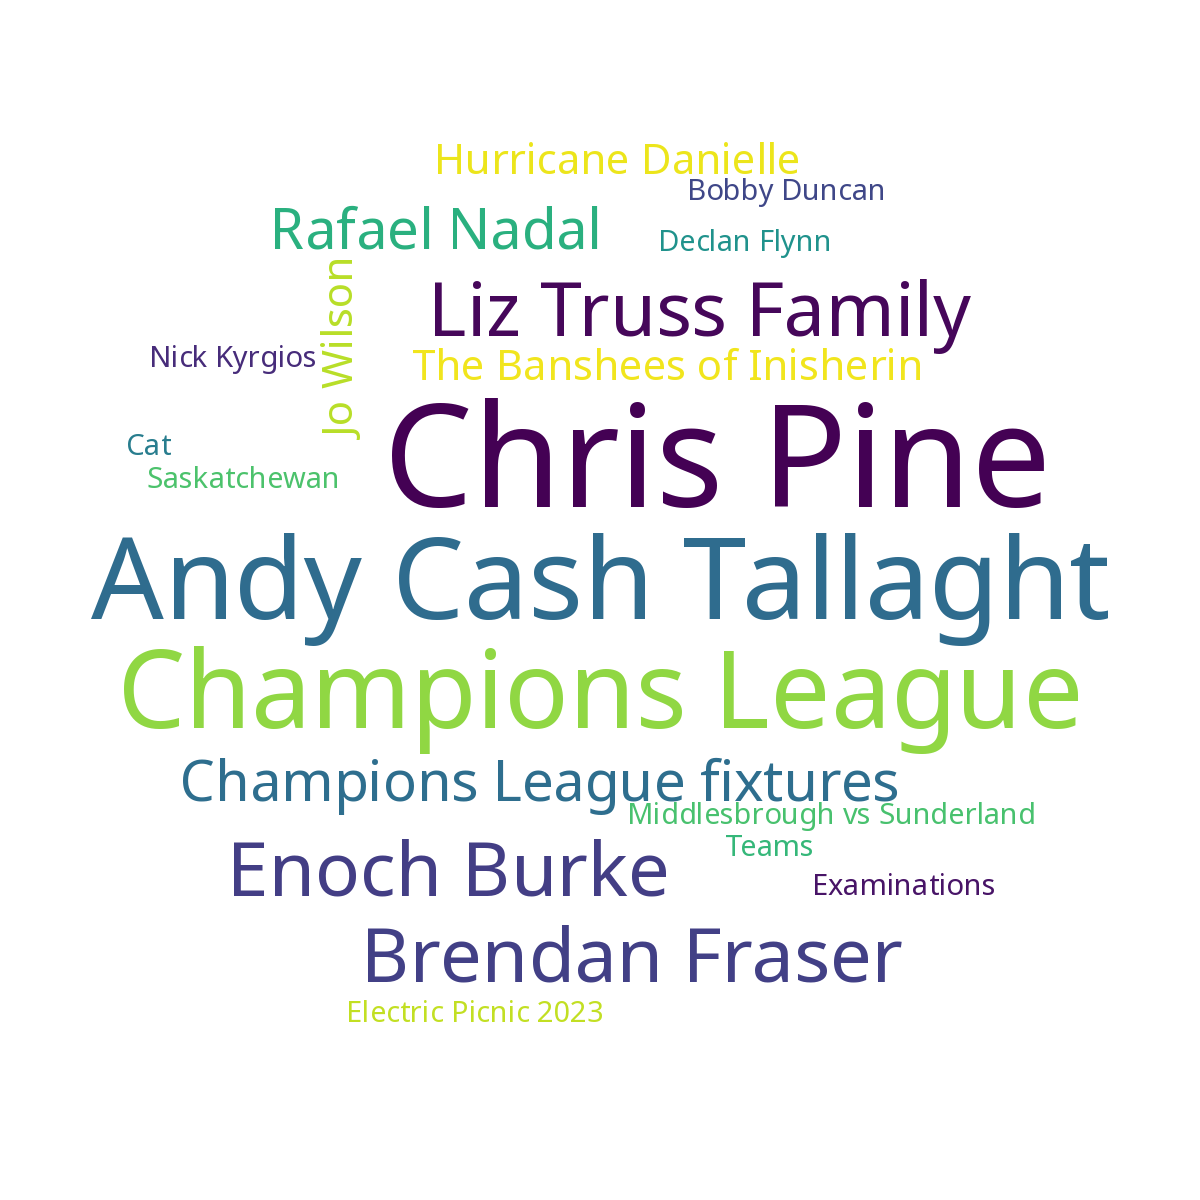 Hurricane Danielle
Bobby Duncan
Rafael Nadal
Declan Flynn
Jo Wilson
Liz Truss Family
Nick Kyrgios
The Banshees of Inisherin
Chris Pine
Cat
Saskatchewan
Andy Cash Tallaght
Champions League
Champions League fixtures
Middlesbrough vs Sunderland
Teams
Enoch Burke
Examinations
Brendan Fraser
Electric Picnic 2023